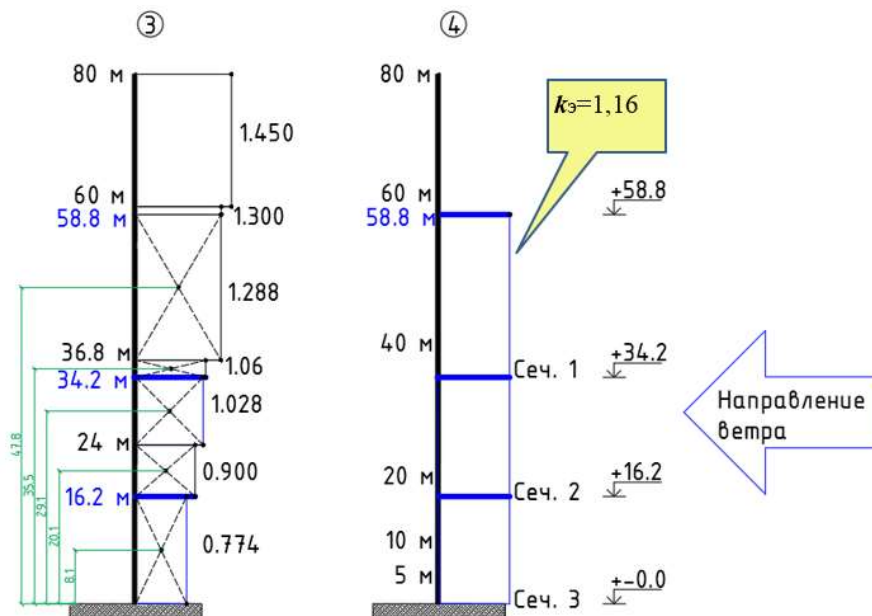 ③
80 м
1.450
60 м
58.8 м
1.300
1.288
36.8 м
1.06
34.2 м
1.028
24 м
0.900
16.2 м
0.774
47.8
35.5
29.1
20.1
8.1
④
80 м
kэ=1,16
60 м
58.8 м
+58.8
40 м
Сеч. 1
+34.2
20 м
Сеч. 2
+16.2
10 м
5 м
Сеч. 3
+-0.0
Направление
ветра